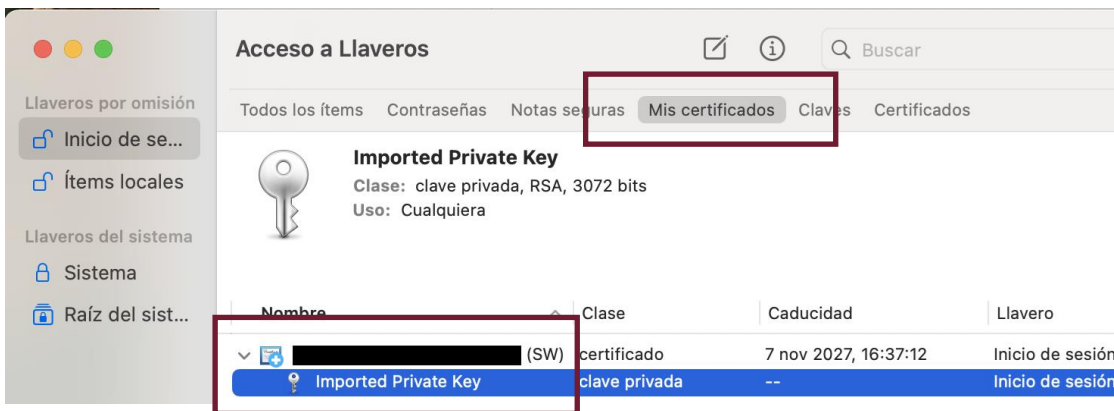 Acceso a Llaveros
Buscar
Llaveros por omisión
Inicio de se...
Ítems locales
Llaveros del sistema
Sistema
Raíz del sist...
Todos los ítems Contraseñas Notas seguras Mis certificados Claves Certificados
Imported Private Key
Clase: clave privada, RSA, 3072 bits
Uso: Cualquiera
Nombre Clase Caducidad Llavero
(SW) certificado 7 nov 2027, 16:37:12 Inicio de sesión
Imported Private Key clave privada -- Inicio de sesión